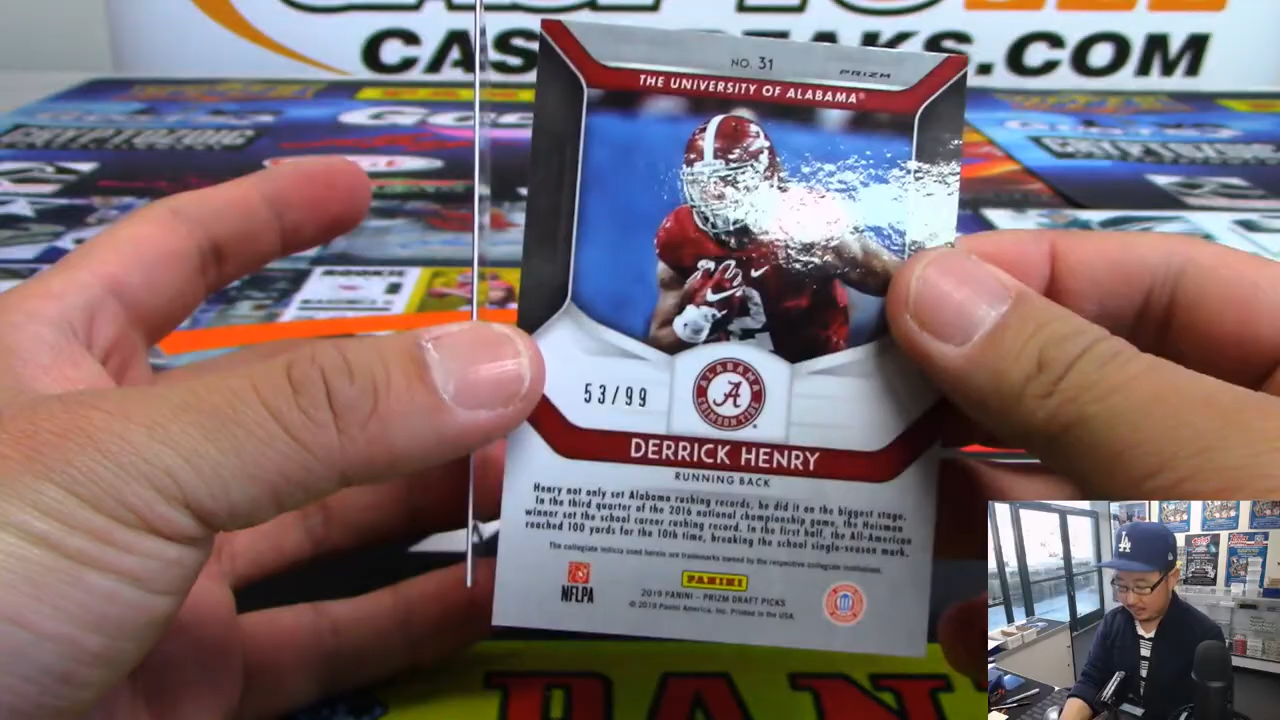 .COM
NO. 31
PRIZM
THE UNIVERSITY OF ALABAMA®
53/99
ALABAMA
A
CRIMSON TIDE
DERRICK HENRY
RUNNING BACK
Henry not only set Alabama rushing records, he did it on the biggest stage.
In the third quarter of the 2016 national championship game, the Heisman
winner set the school career rushing record. In the first half, the All-American
reached 100 yards for the 10th time, breaking the school single-season mark.
The collegiate indicia used herein are trademarks owned by the respective collegiate institutions.
NFLPA
PANINI
2019 PANINI – PRIZM DRAFT PICKS
© 2019 Panini America, Inc. Printed in the USA.
CRYPTOZOIC
ROOKIE
LA